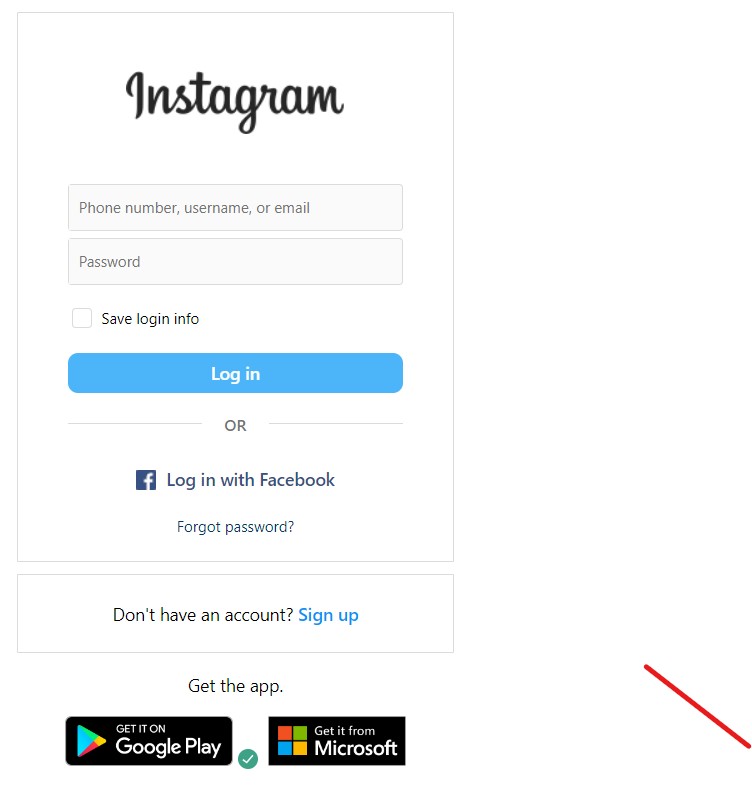 Instagram
Phone number, username, or email
Password
Save login info
Log in
OR
Log in with Facebook
Forgot password?
Don't have an account? Sign up
Get the app.
GET IT ON
Google Play
Get it from
Microsoft